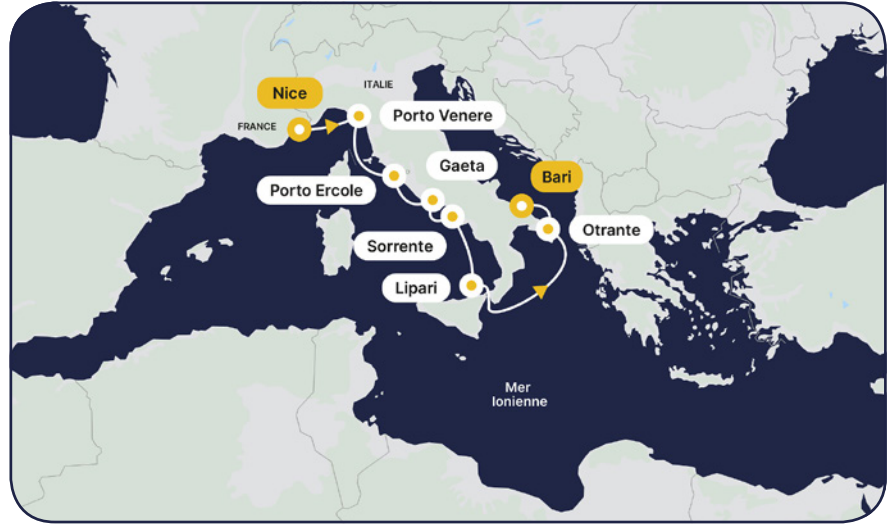 ITALIE
Nice
Porto Venere
FRANCE
Gaeta
Bari
Porto Ercole
Otrante
Sorrente
Lipari
Mer
Ionienne